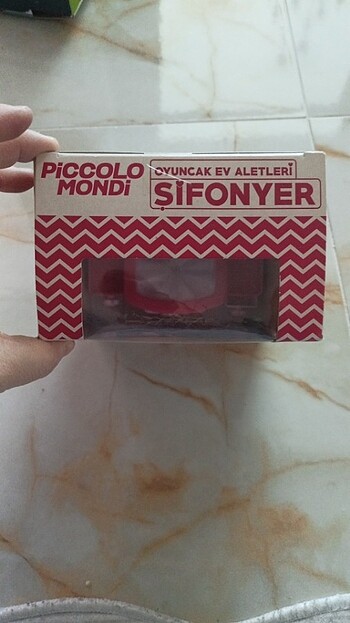 PiCCOLO
MONDi
OYUNCAK EV ALETLERİ
ŞİFONYER